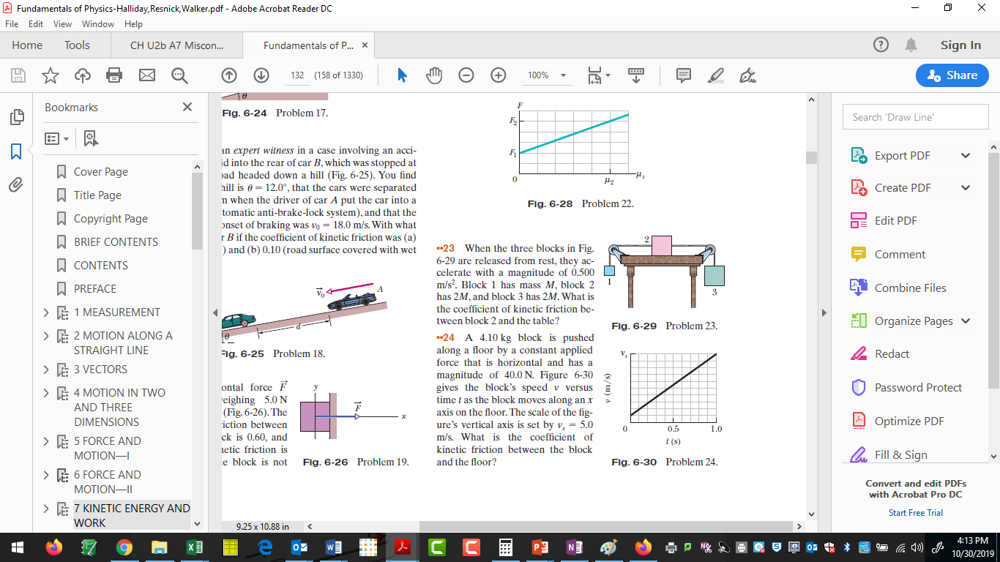 Fundamentals of Physics-Halliday,Resnick,Walker.pdf - Adobe Acrobat Reader DC
File Edit View Window Help
Home Tools CH U2b A7 Miscon... Fundamentals of P... ×
Sign In
132 (158 of 1330) 100% Share
Bookmarks
Cover Page
Title Page
Copyright Page
BRIEF CONTENTS
CONTENTS
PREFACE
1 MEASUREMENT
2 MOTION ALONG A
STRAIGHT LINE
3 VECTORS
4 MOTION IN TWO
AND THREE
DIMENSIONS
5 FORCE AND
MOTION—I
6 FORCE AND
MOTION—II
7 KINETIC ENERGY AND
WORK
θ
Fig. 6-24 Problem 17.
an expert witness in a case involving an acci-
id into the rear of car B, which was stopped at
oad headed down a hill (Fig. 6-25). You find
hill is θ = 12.0°, that the cars were separated
m when the driver of car A put the car into a
tomatic anti-brake-lock system), and that the
onset of braking was v0 = 18.0 m/s. With what
r B if the coefficient of kinetic friction was (a)
) and (b) 0.10 (road surface covered with wet
v0 A
d
θ
Fig. 6-25 Problem 18.
ontal force F
eighing 5.0 N
(Fig. 6-26). The
riction between
ck is 0.60, and
netic friction is
e block is not
y
F
x
Fig. 6-26 Problem 19.
9.25 x 10.88 in
F
F2
F1
0 μ2 μs
Fig. 6-28 Problem 22.
••23 When the three blocks in Fig.
6-29 are released from rest, they ac-
celerate with a magnitude of 0.500
m/s². Block 1 has mass M, block 2
has 2M, and block 3 has 2M. What is
the coefficient of kinetic friction be-
tween block 2 and the table?
2
1
3
Fig. 6-29 Problem 23.
••24 A 4.10 kg block is pushed
along a floor by a constant applied
force that is horizontal and has a
magnitude of 40.0 N. Figure 6-30
gives the block's speed v versus
time t as the block moves along an x
axis on the floor. The scale of the fig-
ure's vertical axis is set by vs = 5.0
m/s. What is the coefficient of
kinetic friction between the block
and the floor?
vs
v (m/s)
0 0.5 1.0
t (s)
Fig. 6-30 Problem 24.
Search 'Draw Line'
Export PDF
Create PDF
Edit PDF
Comment
Combine Files
Organize Pages
Redact
Password Protect
Optimize PDF
Fill & Sign
Convert and edit PDFs
with Acrobat Pro DC
Start Free Trial
4:13 PM
10/30/2019